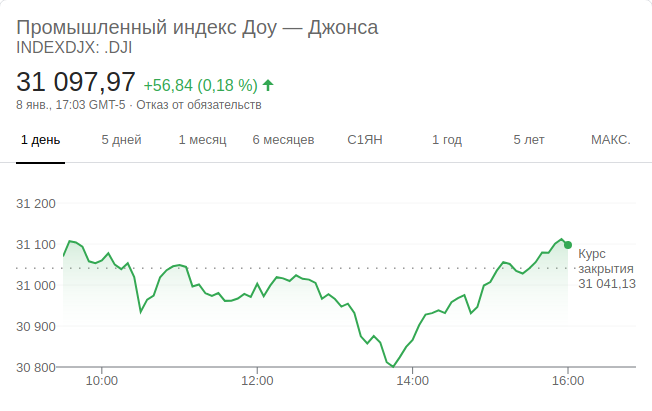 Промышленный индекс Доу — Джонса
INDEXDJX: .DJI
31 097,97 +56,84 (0,18 %)
8 янв., 17:03 GMT-5 · Отказ от обязательств
1 день 5 дней 1 месяц 6 месяцев С1ЯН 1 год 5 лет МАКС.
31 200
31 100
31 000
30 900
30 800
Курс
закрытия
31 041,13
10:00 12:00 14:00 16:00